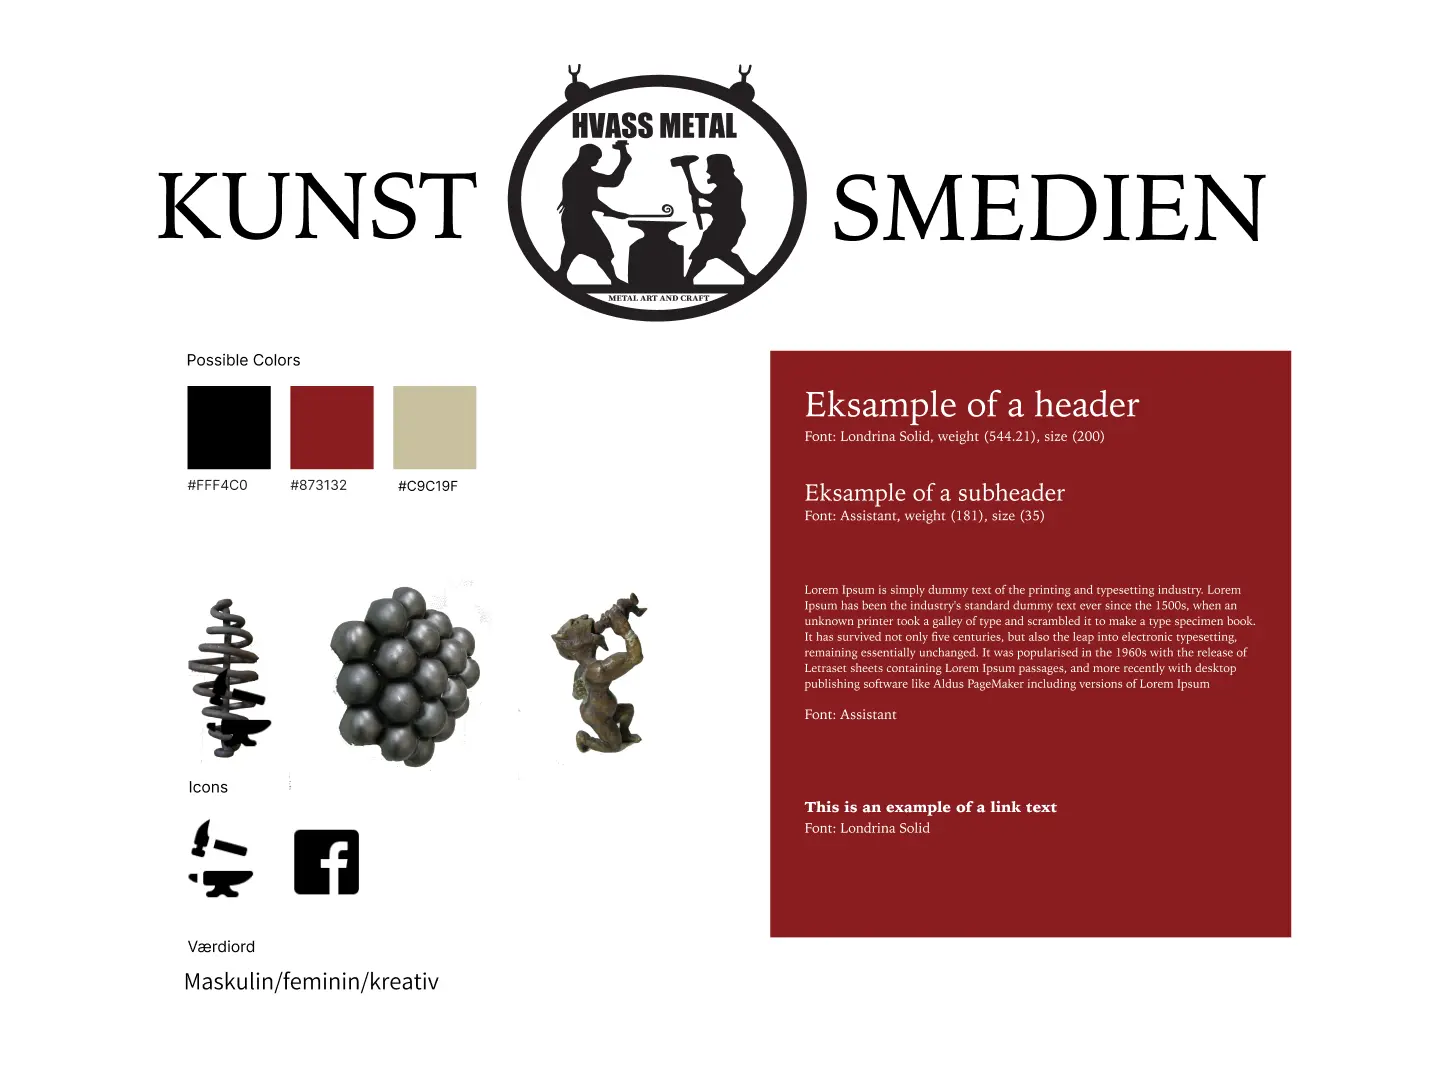 KUNST
HVASS METAL
METAL ART AND CRAFT
SMEDIEN
Possible Colors
#FFF4C0
#873132
#C9C19F
Icons
Værdiord
Maskulin/feminin/kreativ
Eksample of a header
Font: Londrina Solid, weight (544.21), size (200)
Eksample of a subheader
Font: Assistant, weight (181), size (35)
Lorem Ipsum is simply dummy text of the printing and typesetting industry. Lorem
Ipsum has been the industry's standard dummy text ever since the 1500s, when an
unknown printer took a galley of type and scrambled it to make a type specimen book.
It has survived not only five centuries, but also the leap into electronic typesetting,
remaining essentially unchanged. It was popularised in the 1960s with the release of
Letraset sheets containing Lorem Ipsum passages, and more recently with desktop
publishing software like Aldus PageMaker including versions of Lorem Ipsum
Font: Assistant
This is an example of a link text
Font: Londrina Solid